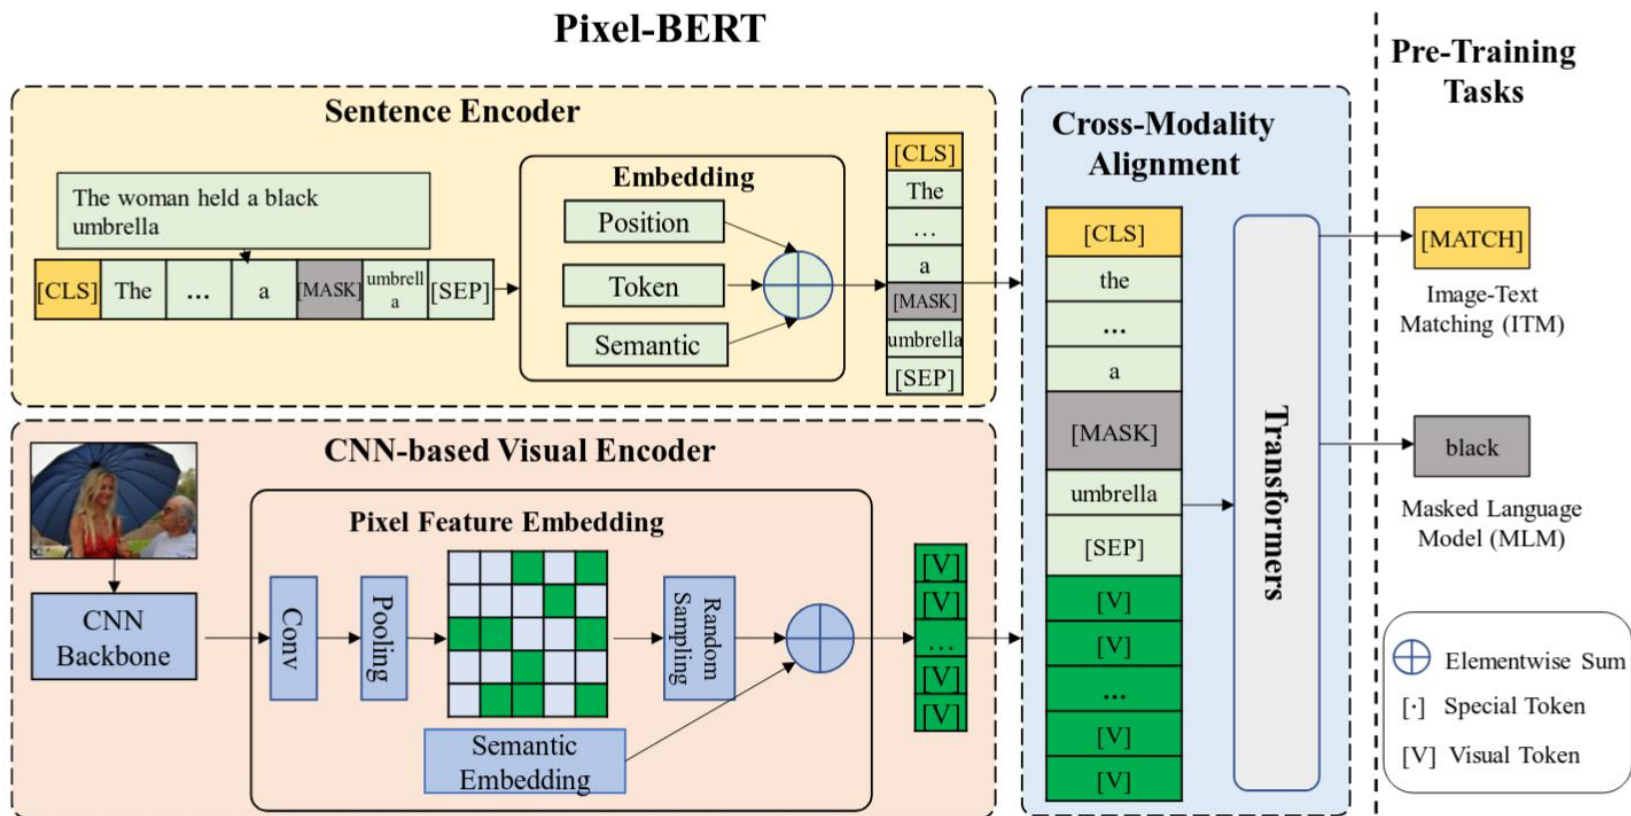 Pixel-BERT
Sentence Encoder
The woman held a black
umbrella
[CLS] The ... a [MASK] umbrell
a [SEP]
Embedding
Position
Token
Semantic
[CLS]
The
...
a
[MASK]
umbrella
[SEP]
CNN-based Visual Encoder
CNN
Backbone
Pixel Feature Embedding
Conv
Pooling
Random
Sampling
Semantic
Embedding
[V]
[V]
...
[V]
[V]
Cross-Modality
Alignment
[CLS]
the
...
a
[MASK]
umbrella
[SEP]
[V]
[V]
...
[V]
[V]
Transformers
Pre-Training
Tasks
[MATCH]
Image-Text
Matching (ITM)
black
Masked Language
Model (MLM)
Elementwise Sum
[·] Special Token
[V] Visual Token